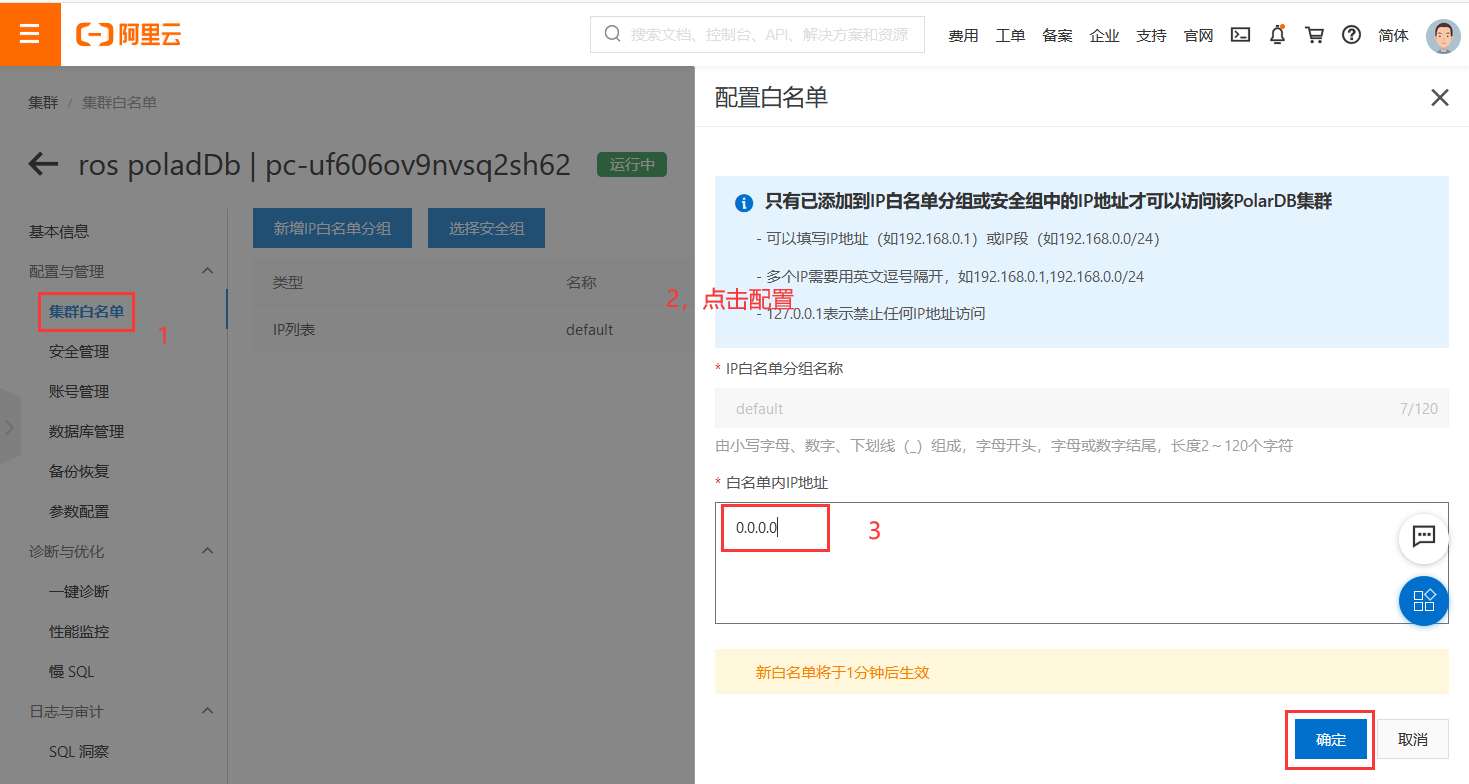 阿里云
搜索文档、控制台、API、解决方案和资源
费用 工单 备案 企业 支持 官网 简体
集群 / 集群白名单
ros poladDb | pc-uf606ov9nvsq2sh62 运行中
基本信息
配置与管理
集群白名单
1
安全管理
账号管理
数据库管理
备份恢复
参数配置
诊断与优化
一键诊断
性能监控
慢 SQL
日志与审计
SQL 洞察
新增IP白名单分组 选择安全组
类型 名称
IP列表 default
2，点击配置
配置白名单
只有已添加到IP白名单分组或安全组中的IP地址才可以访问该PolarDB集群
- 可以填写IP地址（如192.168.0.1）或IP段（如192.168.0.0/24）
- 多个IP需要用英文逗号隔开，如192.168.0.1,192.168.0.0/24
- 127.0.0.1表示禁止任何IP地址访问
* IP白名单分组名称
default 7/120
由小写字母、数字、下划线（_）组成，字母开头，字母或数字结尾，长度2～120个字符
* 白名单内IP地址
0.0.0.0
3
新白名单将于1分钟后生效
确定 取消